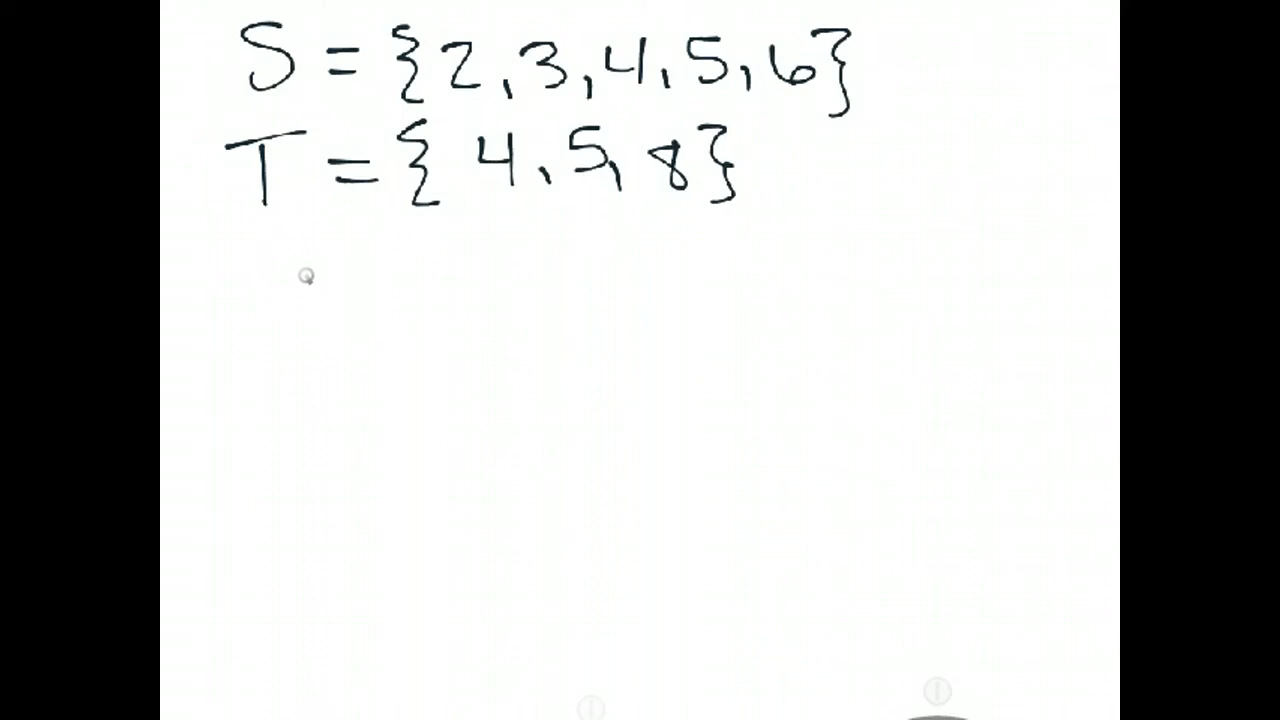 S = {2, 3, 4, 5, 6}
T = { 4, 5, 8}